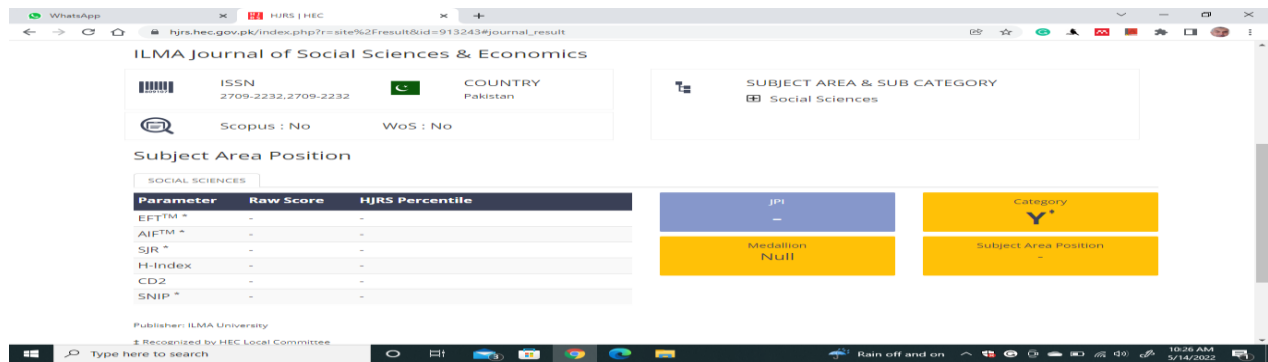 WhatsApp
HJRS | HEC
hjrs.hec.gov.pk/index.php?r=site%2Fresult&id=913243#journal_result
ILMA Journal of Social Sciences & Economics
ISSN
2709-2232,2709-2232
COUNTRY
Pakistan
SUBJECT AREA & SUB CATEGORY
Social Sciences
Scopus : No
WoS : No
Subject Area Position
SOCIAL SCIENCES
Parameter Raw Score HJRS Percentile
EFT™ * - -
AIF™ * - -
SJR * - -
H-Index - -
CD2 - -
SNIP * - -
JPI
-
Category
Y*
Medallion
Null
Subject Area Position
-
Publisher: ILMA University
‡ Recognized by HEC Local Committee
Type here to search
Rain off and on
10:26 AM
5/14/2022